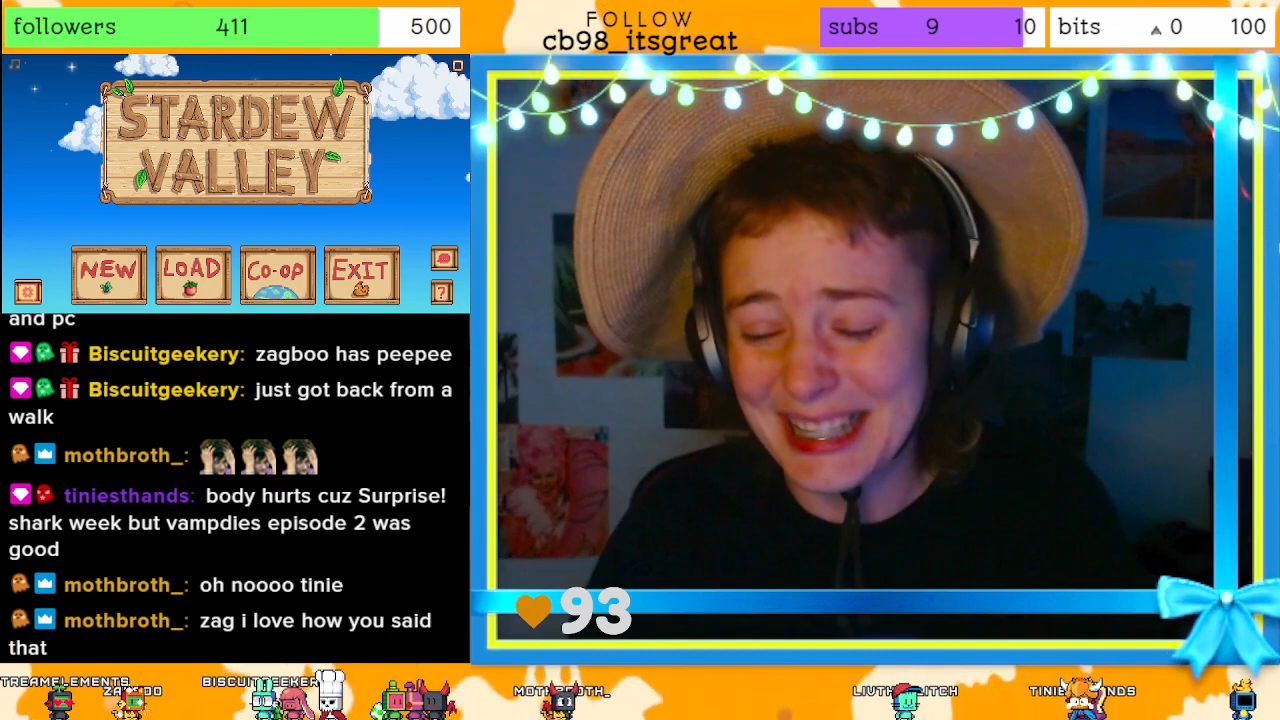 followers 411 500
FOLLOW
cb98_itsgreat
subs 9 10
bits 0 100
STARDEW
VALLEY
NEW
LOAD
CO-OP
EXIT
?
and pc
Biscuitgeekery: zagboo has peepee
Biscuitgeekery: just got back from a
walk
mothbroth_:
tiniesthands: body hurts cuz Surprise!
shark week but vampdies episode 2 was
good
mothbroth_: oh noooo tinie
mothbroth_: zag i love how you said
that
93